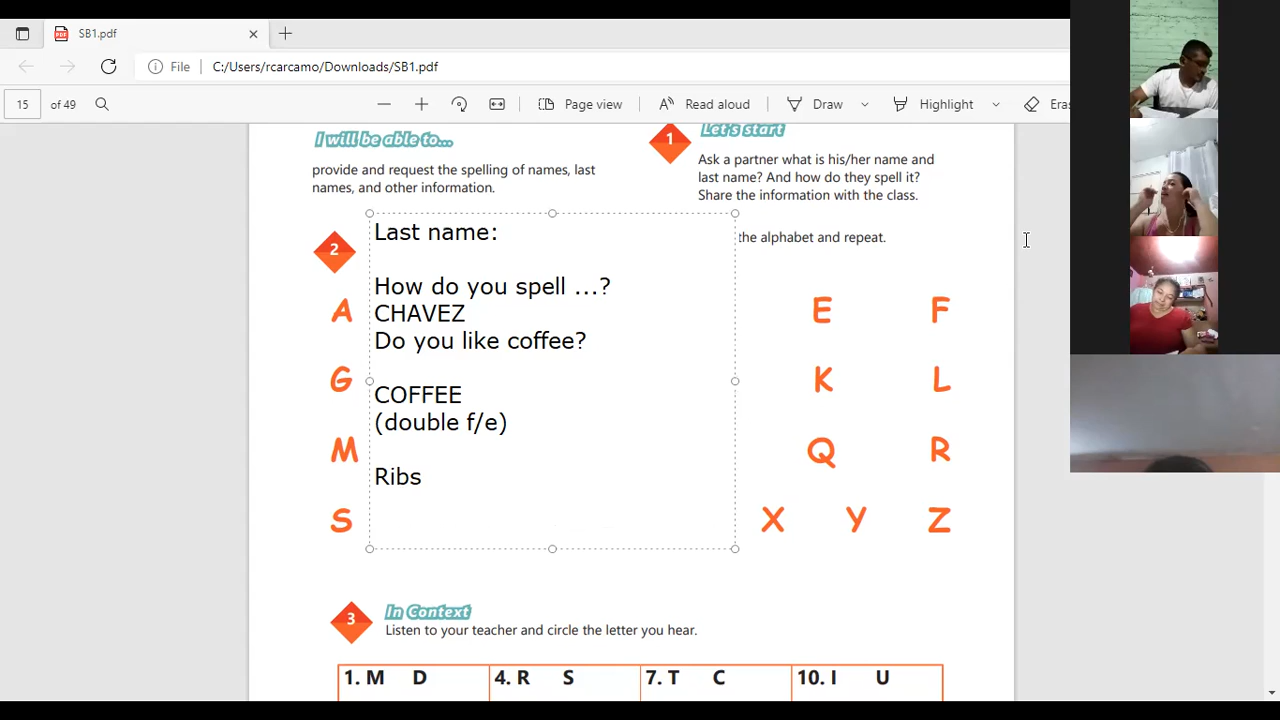 SB1.pdf
File C:/Users/rcarcamo/Downloads/SB1.pdf
15 of 49 Page view Read aloud Draw Highlight Eras
I will be able to...
provide and request the spelling of names, last
names, and other information.
1 Let's start
Ask a partner what is his/her name and
last name? And how do they spell it?
Share the information with the class.
2
the alphabet and repeat.
Last name:
How do you spell ...?
CHAVEZ
Do you like coffee?
COFFEE
(double f/e)
Ribs
A E F
G K L
M Q R
S X Y Z
3 In Context
Listen to your teacher and circle the letter you hear.
1. M D 4. R S 7. T C 10. I U